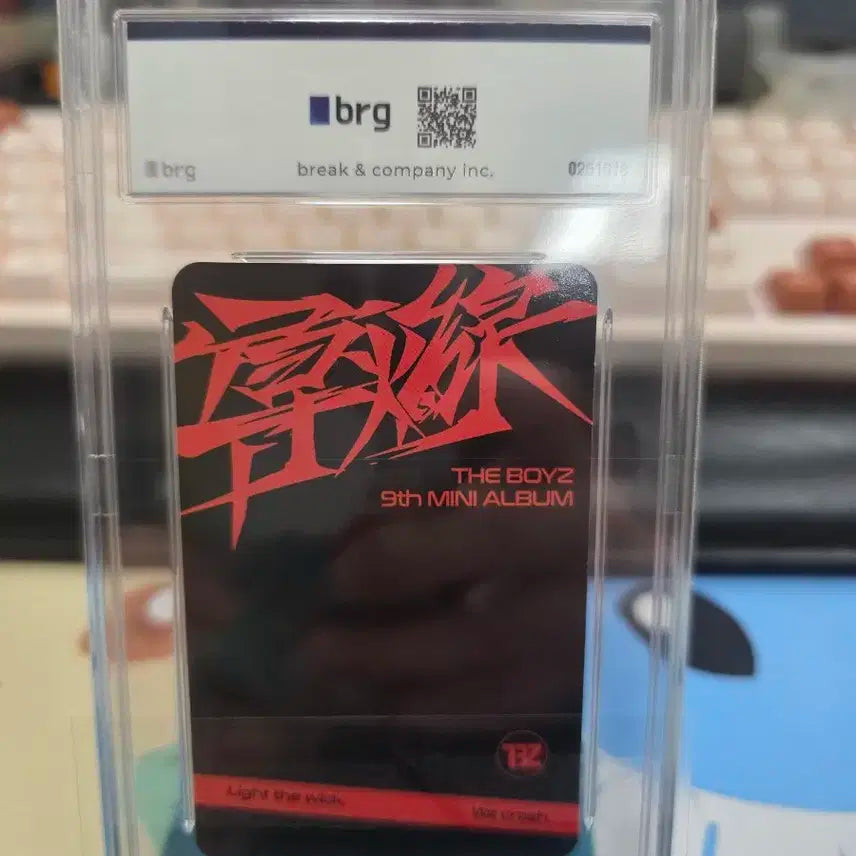 brg
brg
break & company inc.
THE BOYZ
9th MINI ALBUM
TBZ
Light the wick,
Ver crash.